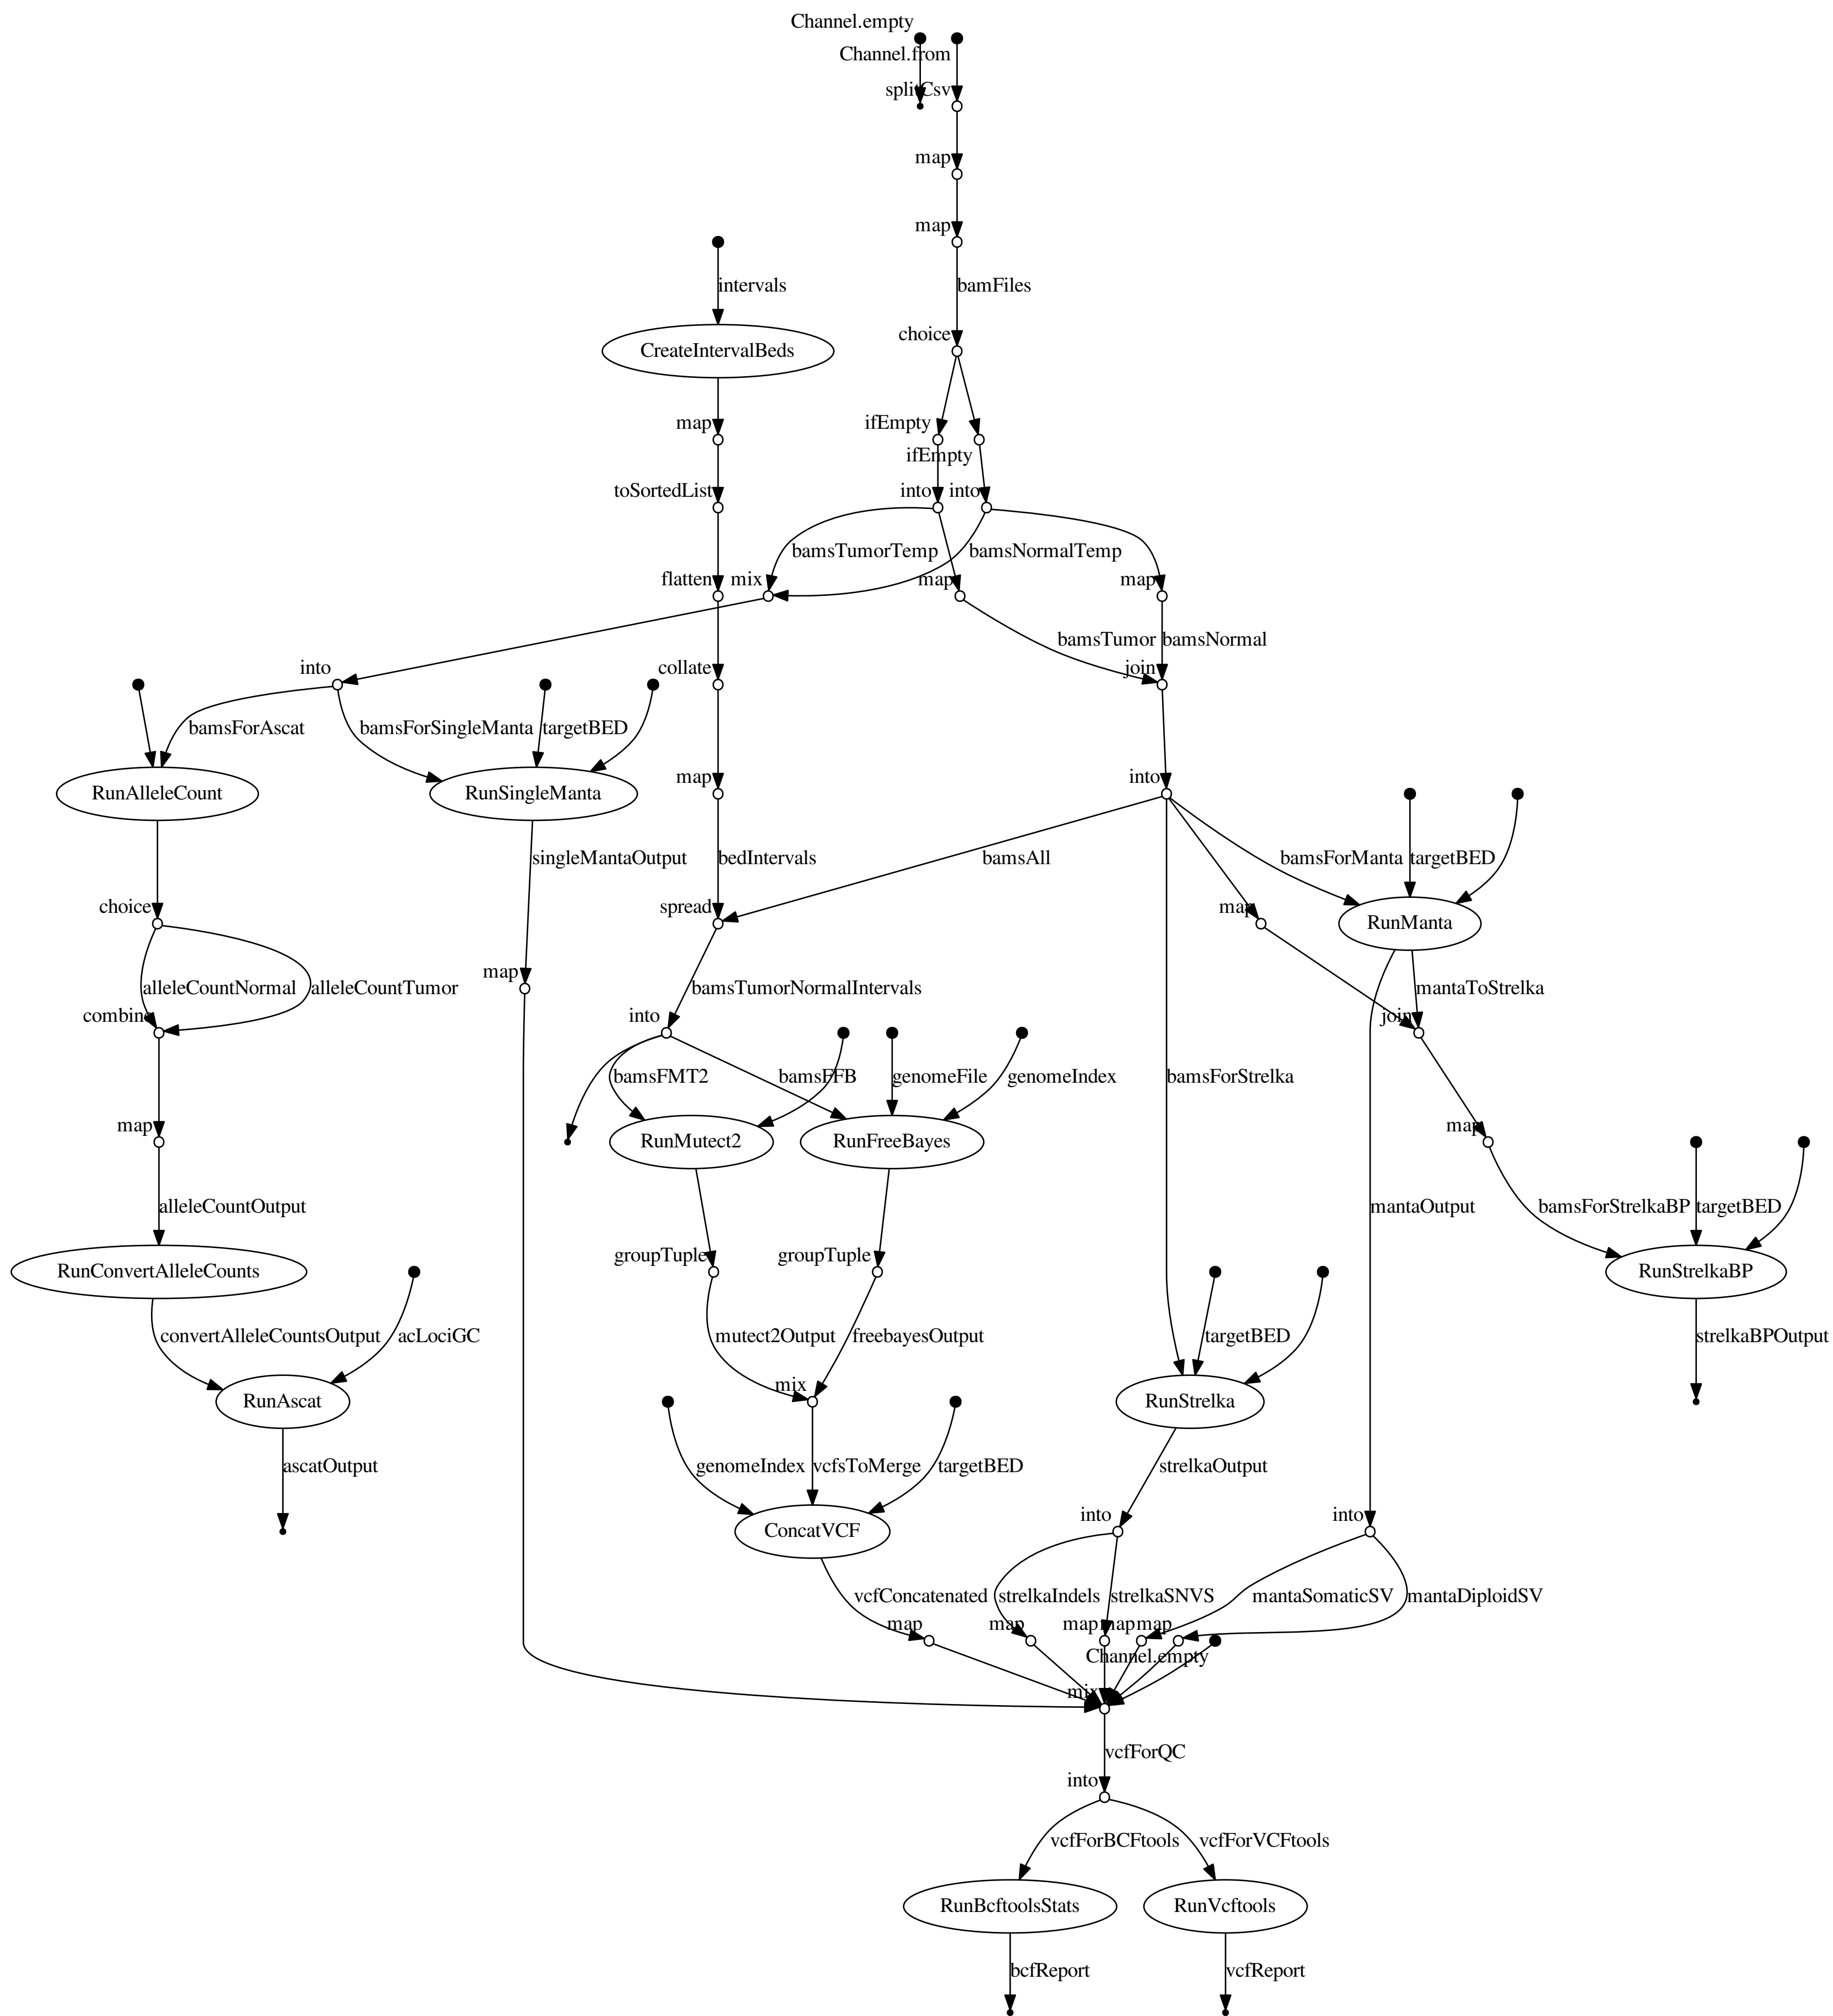 Channel.empty
Channel.from
splitCsv
map
map
intervals
bamFiles
choice
CreateIntervalBeds
map
ifEmpty
ifEmpty
toSortedList
into
into
bamsTumorTemp
bamsNormalTemp
flatten
mix
map
map
bamsTumor
bamsNormal
into
collate
join
bamsForAscat
bamsForSingleManta
targetBED
map
into
RunAlleleCount
RunSingleManta
singleMantaOutput
bedIntervals
bamsAll
bamsForManta
targetBED
choice
spread
map
RunManta
map
alleleCountNormal
alleleCountTumor
bamsTumorNormalIntervals
mantaToStrelka
combine
into
join
bamsFMT2
bamsFFB
genomeFile
genomeIndex
bamsForStrelka
map
map
RunMutect2
RunFreeBayes
alleleCountOutput
mantaOutput
bamsForStrelkaBP
targetBED
groupTuple
groupTuple
RunConvertAlleleCounts
RunStrelkaBP
convertAlleleCountsOutput
acLociGC
mutect2Output
freebayesOutput
targetBED
strelkaBPOutput
mix
RunAscat
RunStrelka
ascatOutput
genomeIndex
vcfsToMerge
targetBED
strelkaOutput
into
into
ConcatVCF
vcfConcatenated
strelkaIndels
strelkaSNVS
mantaSomaticSV
mantaDiploidSV
map
map
map
map
map
Channel.empty
mix
vcfForQC
into
vcfForBCFtools
vcfForVCFtools
RunBcftoolsStats
RunVcftools
bcfReport
vcfReport